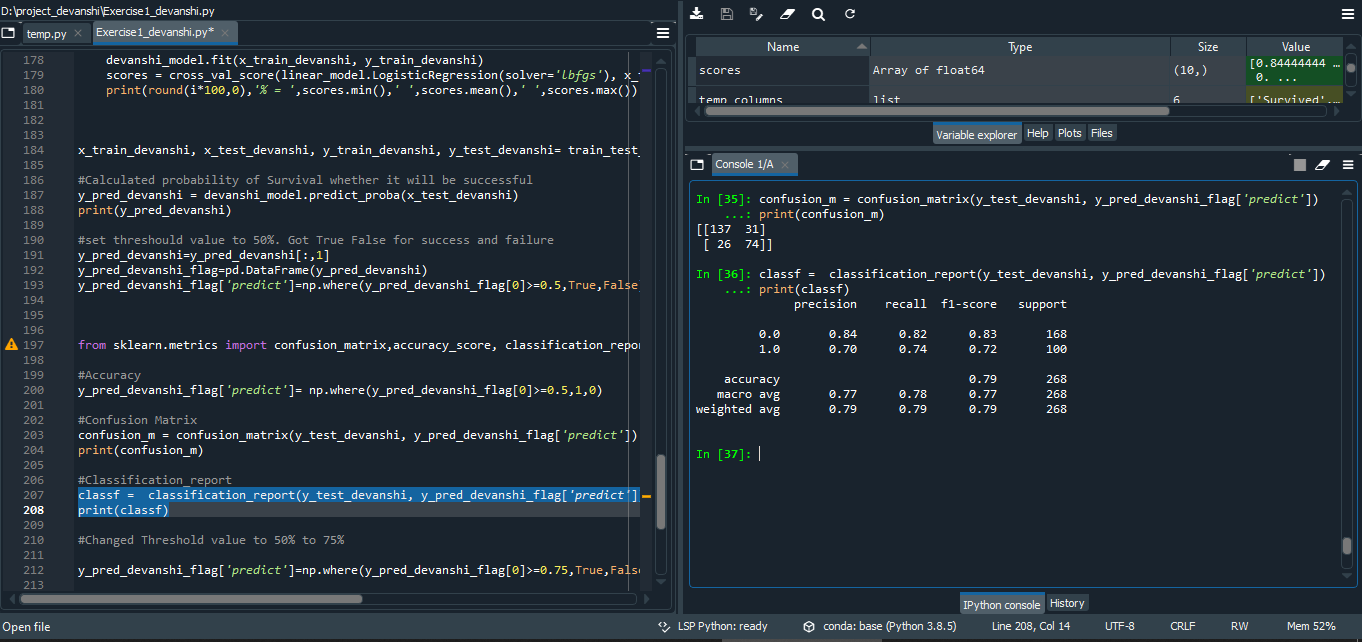 D:\project_devanshi\Exercise1_devanshi.py
temp.py
Exercise1_devanshi.py*
178 devanshi_model.fit(x_train_devanshi, y_train_devanshi)
179 scores = cross_val_score(linear_model.LogisticRegression(solver='lbfgs'), x_
180 print(round(i*100,0),'% = ',scores.min(),' ',scores.mean(),' ',scores.max())
181
182
183
184 x_train_devanshi, x_test_devanshi, y_train_devanshi, y_test_devanshi= train_test_
185
186 #Calculated probability of Survival whether it will be successful
187 y_pred_devanshi = devanshi_model.predict_proba(x_test_devanshi)
188 print(y_pred_devanshi)
189
190 #set threshould value to 50%. Got True False for success and failure
191 y_pred_devanshi=y_pred_devanshi[:,1]
192 y_pred_devanshi_flag=pd.DataFrame(y_pred_devanshi)
193 y_pred_devanshi_flag['predict']=np.where(y_pred_devanshi_flag[0]>=0.5,True,False
194
195
196
197 from sklearn.metrics import confusion_matrix,accuracy_score, classification_repo
198
199 #Accuracy
200 y_pred_devanshi_flag['predict']= np.where(y_pred_devanshi_flag[0]>=0.5,1,0)
201
202 #Confusion Matrix
203 confusion_m = confusion_matrix(y_test_devanshi, y_pred_devanshi_flag['predict'])
204 print(confusion_m)
205
206 #Classification_report
207 classf =  classification_report(y_test_devanshi, y_pred_devanshi_flag['predict']
208 print(classf)
209
210 #Changed Threshold value to 50% to 75%
211
212 y_pred_devanshi_flag['predict']=np.where(y_pred_devanshi_flag[0]>=0.75,True,False
213
Name Type Size Value
scores Array of float64 (10,) [0.84444444 ...
0. ...
temp_columns list 6 ['Survived',
Variable explorer Help Plots Files
Console 1/A
In [35]: confusion_m = confusion_matrix(y_test_devanshi, y_pred_devanshi_flag['predict'])
...: print(confusion_m)
[[137  31]
[ 26  74]]
In [36]: classf =  classification_report(y_test_devanshi, y_pred_devanshi_flag['predict'])
...: print(classf)
precision recall f1-score support
0.0 0.84 0.82 0.83 168
1.0 0.70 0.74 0.72 100
accuracy 0.79 268
macro avg 0.77 0.78 0.77 268
weighted avg 0.79 0.79 0.79 268
In [37]:
IPython console History
Open file LSP Python: ready conda: base (Python 3.8.5) Line 208, Col 14 UTF-8 CRLF RW Mem 52%